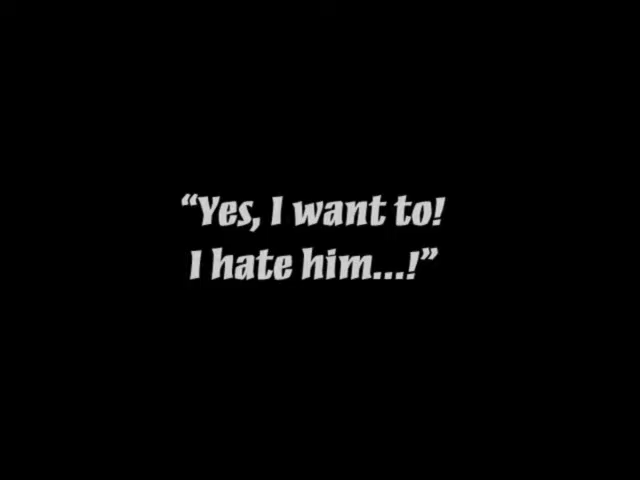 “Yes, I want to!
I hate him...!”